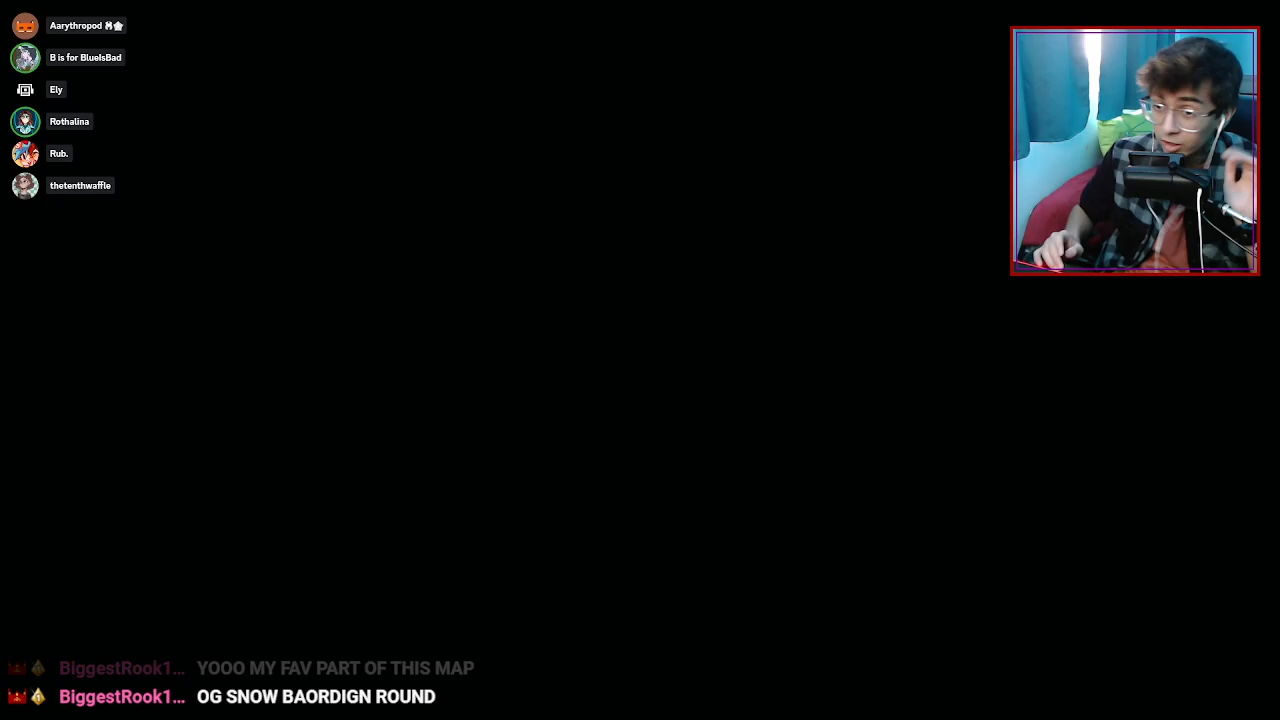 Aarythropod
B is for BlueIsBad
Ely
Rothalina
Rub.
thetenthwaffle
BiggestRook1... YOOO MY FAV PART OF THIS MAP
BiggestRook1... OG SNOW BAORDIGN ROUND